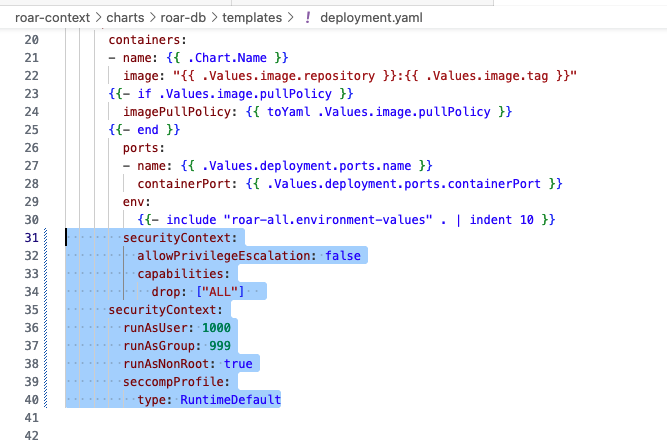 roar-context > charts > roar-db > templates > ! deployment.yaml
20 containers:
21 - name: {{ .Chart.Name }}
22 image: "{{ .Values.image.repository }}:{{ .Values.image.tag }}"
23 {{- if .Values.image.pullPolicy }}
24 imagePullPolicy: {{ toYaml .Values.image.pullPolicy }}
25 {{- end }}
26 ports:
27 - name: {{ .Values.deployment.ports.name }}
28 containerPort: {{ .Values.deployment.ports.containerPort }}
29 env:
30 {{- include "roar-all.environment-values" . | indent 10 }}
31 securityContext:
32 allowPrivilegeEscalation: false
33 capabilities:
34 drop: ["ALL"]
35 securityContext:
36 runAsUser: 1000
37 runAsGroup: 999
38 runAsNonRoot: true
39 seccompProfile:
40 type: RuntimeDefault
41
42